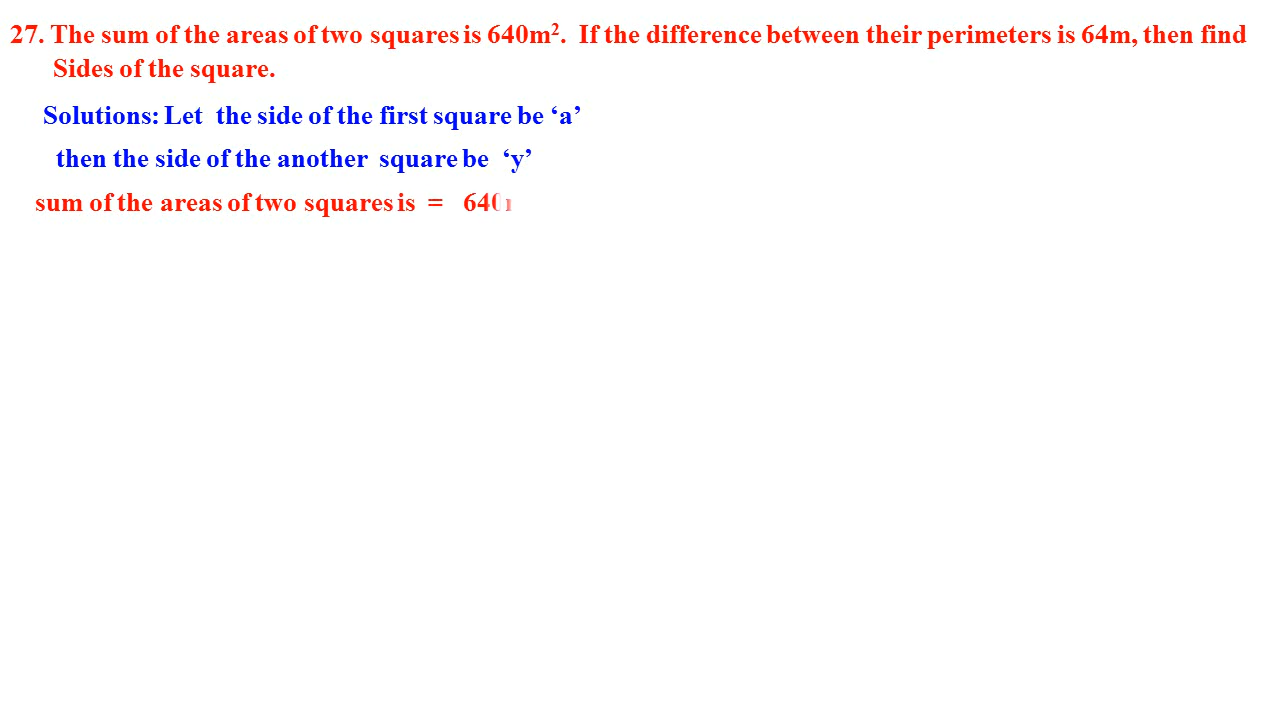 27. The sum of the areas of two squares is 640m². If the difference between their perimeters is 64m, then find
Sides of the square.
Solutions: Let the side of the first square be ‘a’
then the side of the another square be ‘y’
sum of the areas of two squares is = 640